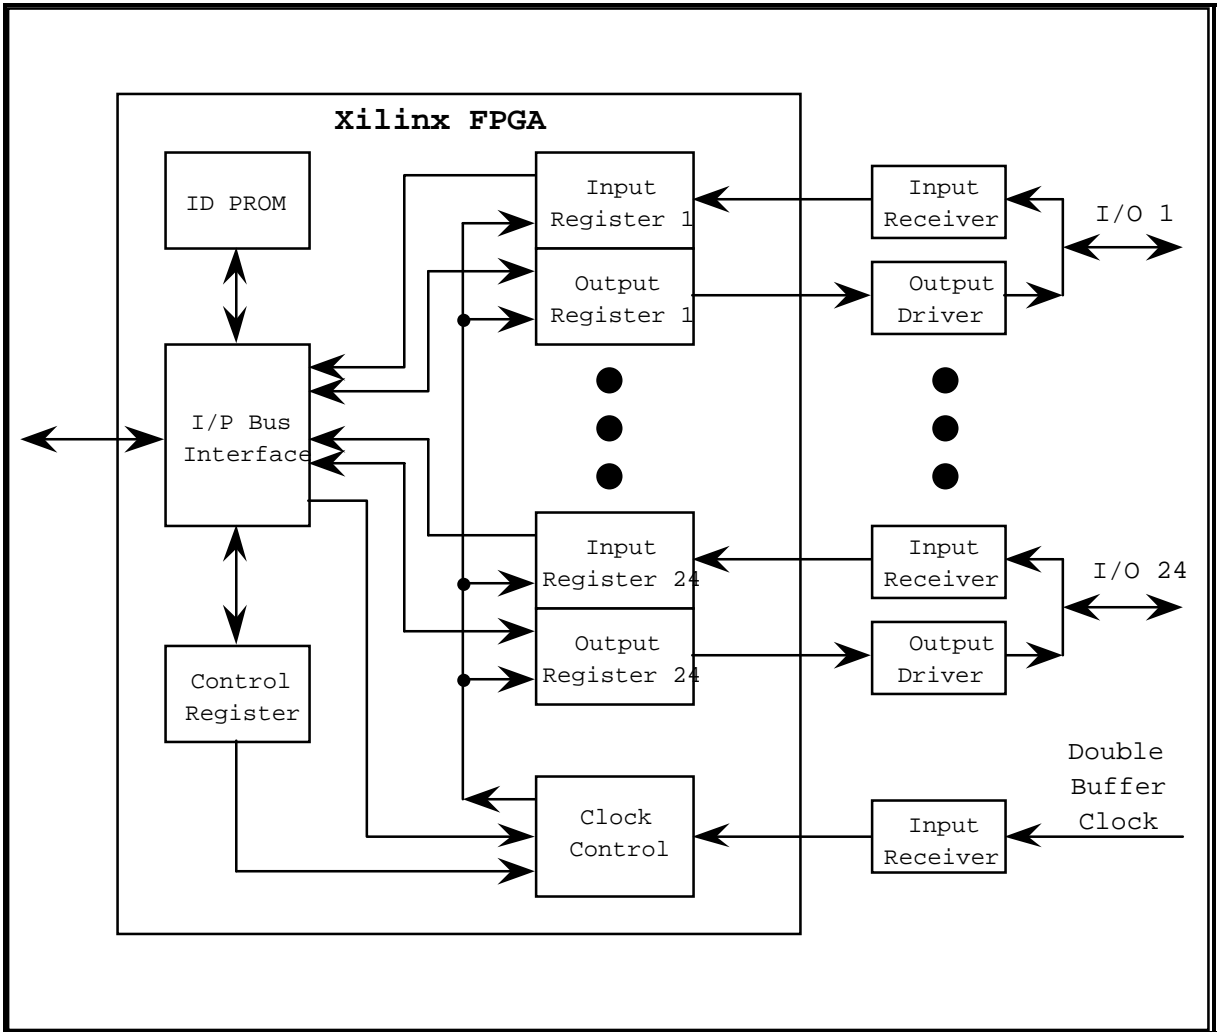 Xilinx FPGA
ID PROM
Input
Register 1
Output
Register 1
Input
Receiver
Output
Driver
I/O 1
I/P Bus
Interface
Input
Register 24
Output
Register 24
Input
Receiver
Output
Driver
I/O 24
Control
Register
Clock
Control
Input
Receiver
Double
Buffer
Clock